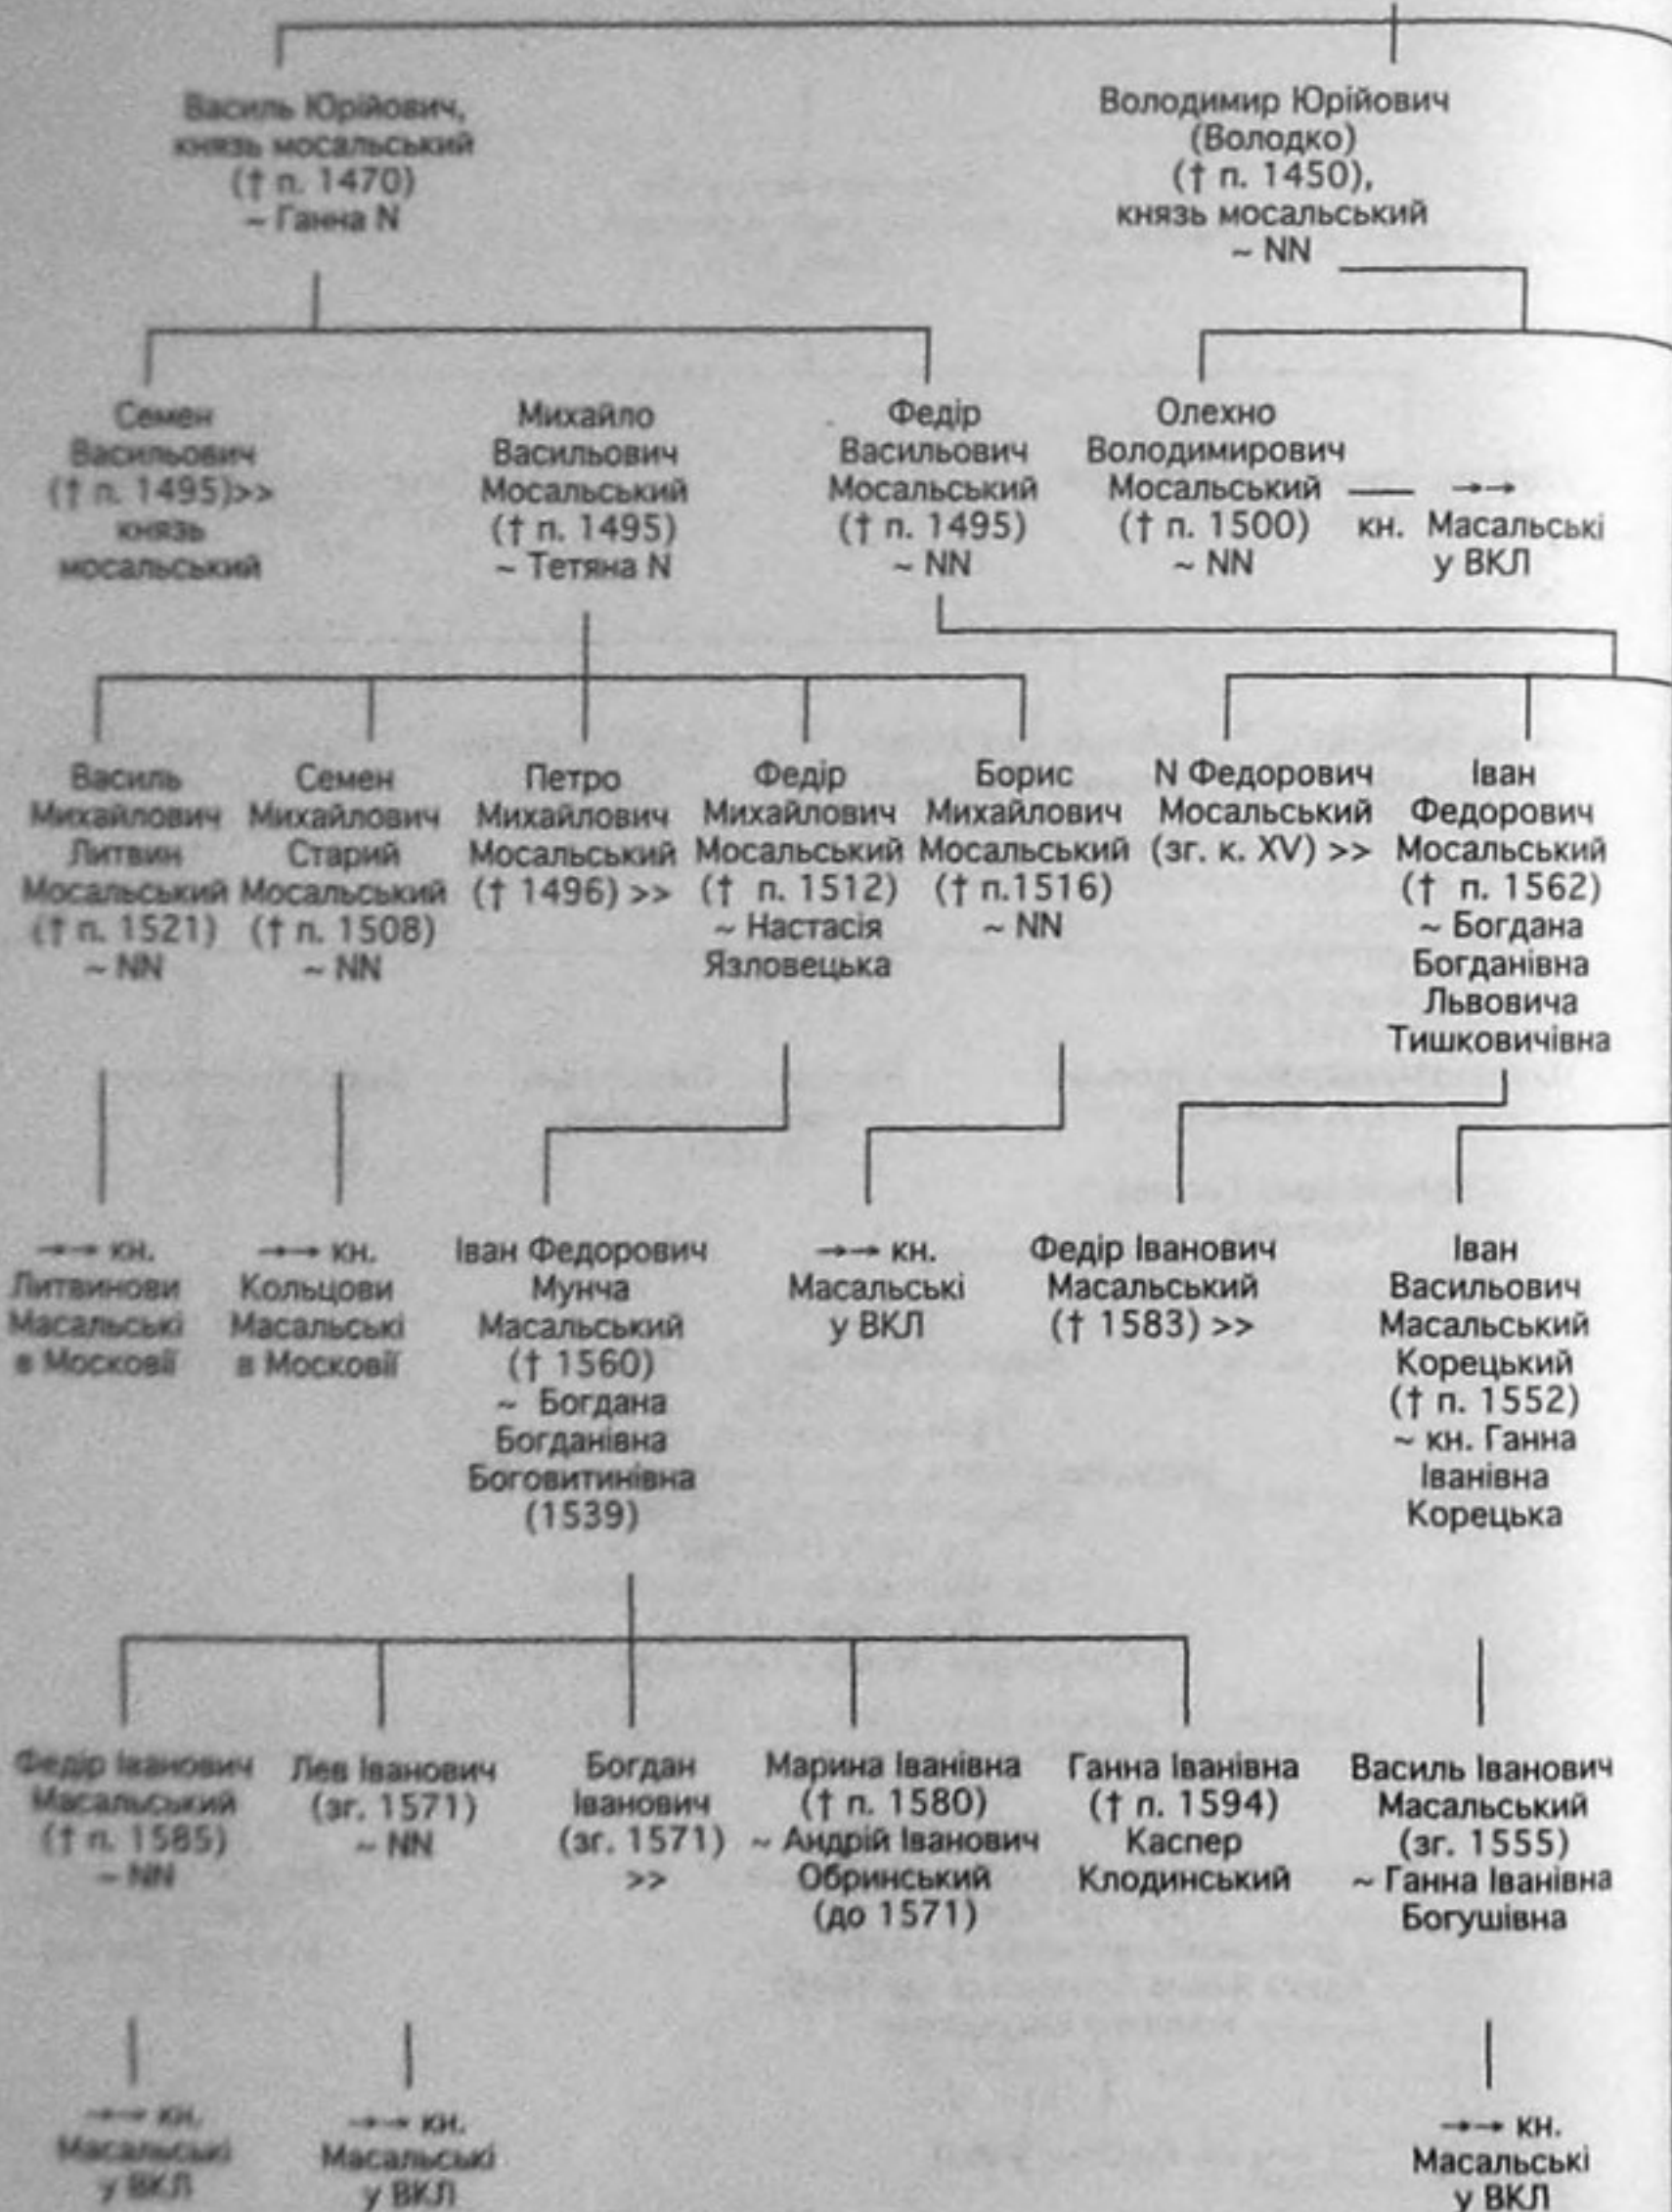 Василь Юрійович,
князь мосальський
(† п. 1470)
~ Ганна N
Володимир Юрійович
(Володко)
(† п. 1450),
князь мосальський
~ NN
Семен
Васильович
(† п. 1495)>>
князь
мосальський
Михайло
Васильович
Мосальський
(† п. 1495)
~ Тетяна N
Федір
Васильович
Мосальський
(† п. 1495)
~ NN
Олехно
Володимирович
Мосальський
(† п. 1500)
~ NN
→→
кн. Масальські
у ВКЛ
Василь
Михайлович
Литвин
Мосальський
(† п. 1521)
~ NN
Семен
Михайлович
Старий
Мосальський
(† п. 1508)
~ NN
Петро
Михайлович
Мосальський
(† 1496) >>
Федір
Михайлович
Мосальський
(† п. 1512)
~ Настасія
Язловецька
Борис
Михайлович
Мосальський
(† п.1516)
~ NN
N Федорович
Мосальський
(зг. к. XV) >>
Іван
Федорович
Мосальський
(† п. 1562)
~ Богдана
Богданівна
Львовича
Тишковичівна
→→ кн.
Литвинови
Масальські
в Московії
→→ кн.
Кольцови
Масальські
в Московії
Іван Федорович
Мунча
Масальський
(† 1560)
~ Богдана
Богданівна
Боговитинівна
(1539)
→→ кн.
Масальські
у ВКЛ
Федір Іванович
Масальський
(† 1583) >>
Іван
Васильович
Масальський
Корецький
(† п. 1552)
~ кн. Ганна
Іванівна
Корецька
Федір Іванович
Масальський
(† п. 1585)
~ NN
Лев Іванович
(зг. 1571)
~ NN
Богдан
Іванович
(зг. 1571)
>>
Марина Іванівна
(† п. 1580)
~ Андрій Іванович
Обринський
(до 1571)
Ганна Іванівна
(† п. 1594)
Каспер
Клодинський
Василь Іванович
Масальський
(зг. 1555)
~ Ганна Іванівна
Богушівна
→→ кн.
Масальські
у ВКЛ
→→ кн.
Масальські
у ВКЛ
→→ кн.
Масальські
у ВКЛ